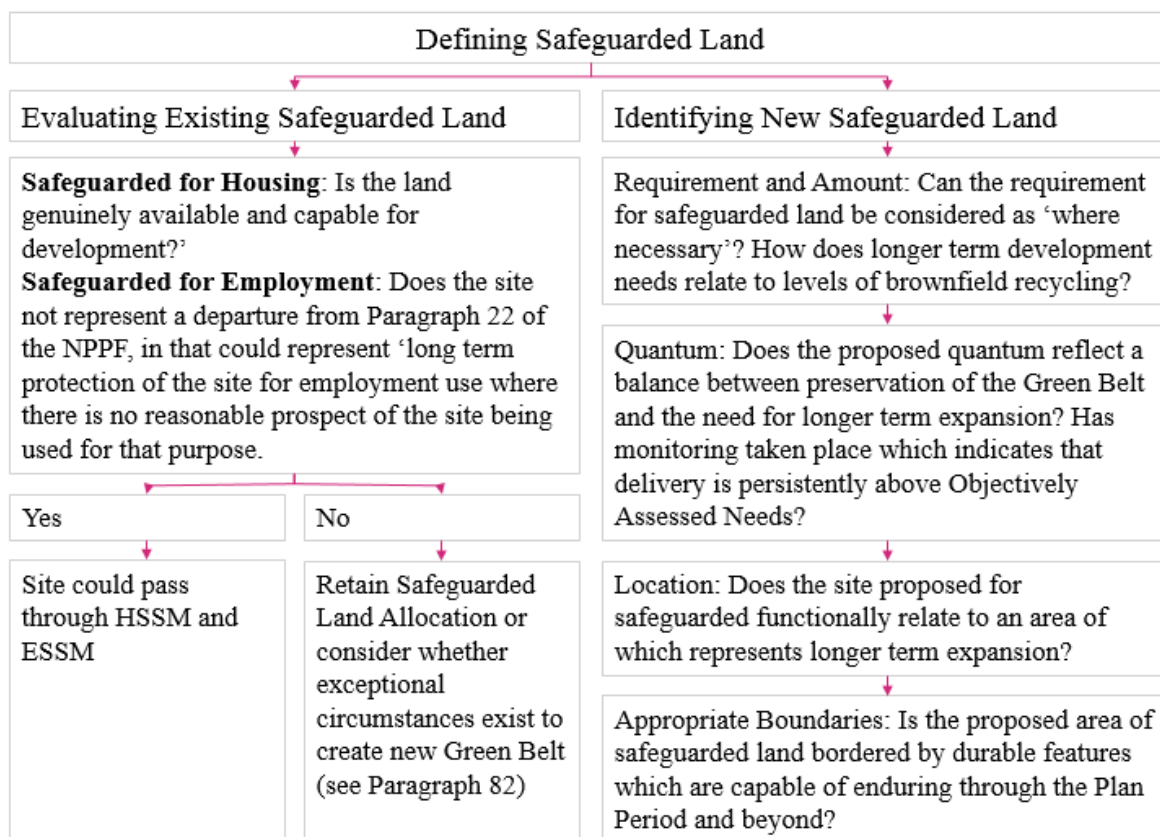 Defining Safeguarded Land
Evaluating Existing Safeguarded Land
Safeguarded for Housing: Is the land
genuinely available and capable for
development?’
Safeguarded for Employment: Does the site
not represent a departure from Paragraph 22 of
the NPPF, in that could represent ‘long term
protection of the site for employment use where
there is no reasonable prospect of the site being
used for that purpose.
Yes
Site could pass
through HSSM and
ESSM
No
Retain Safeguarded
Land Allocation or
consider whether
exceptional
circumstances exist to
create new Green Belt
(see Paragraph 82)
Identifying New Safeguarded Land
Requirement and Amount: Can the requirement
for safeguarded land be considered as ‘where
necessary’? How does longer term development
needs relate to levels of brownfield recycling?
Quantum: Does the proposed quantum reflect a
balance between preservation of the Green Belt
and the need for longer term expansion? Has
monitoring taken place which indicates that
delivery is persistently above Objectively
Assessed Needs?
Location: Does the site proposed for
safeguarded functionally relate to an area of
which represents longer term expansion?
Appropriate Boundaries: Is the proposed area of
safeguarded land bordered by durable features
which are capable of enduring through the Plan
Period and beyond?